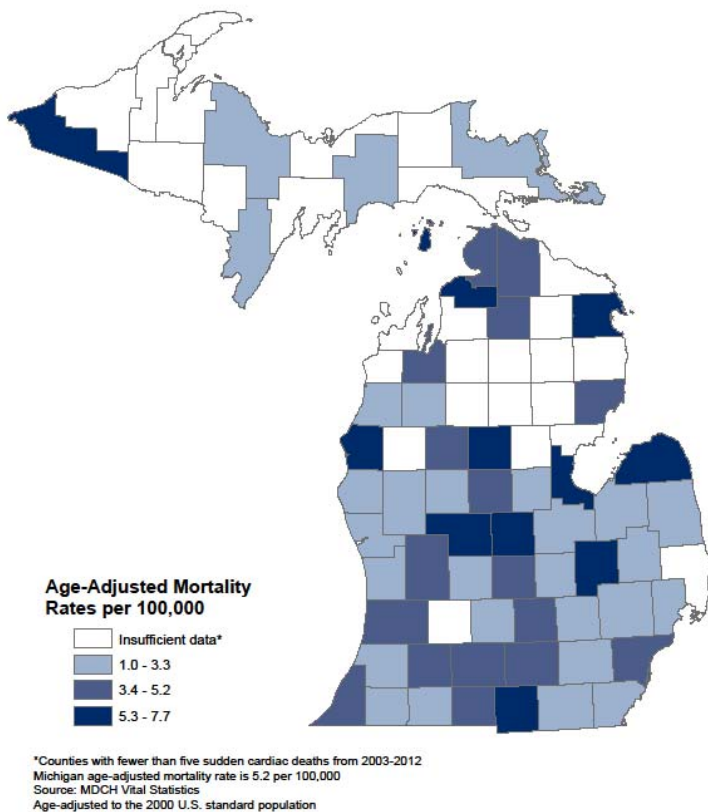 Age-Adjusted Mortality
Rates per 100,000
Insufficient data*
1.0 - 3.3
3.4 - 5.2
5.3 - 7.7
*Counties with fewer than five sudden cardiac deaths from 2003-2012
Michigan age-adjusted mortality rate is 5.2 per 100,000
Source: MDCH Vital Statistics
Age-adjusted to the 2000 U.S. standard population